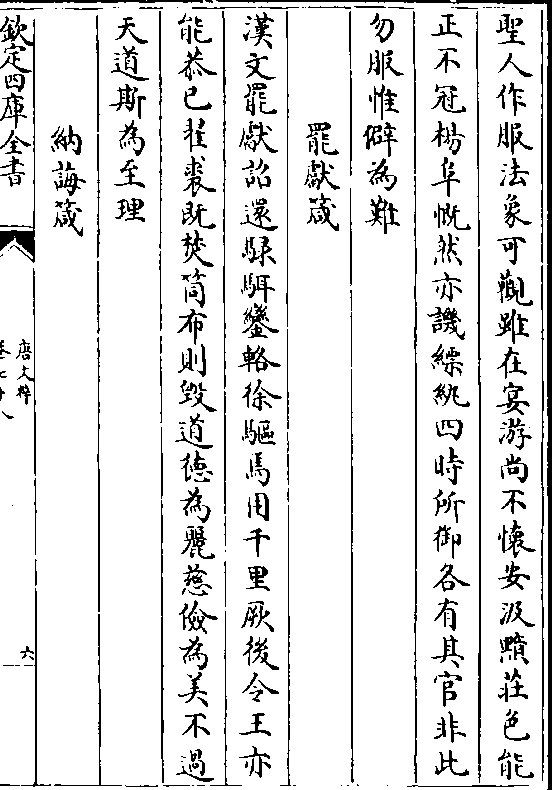 聖人作服法象可觀雖在宴游尚不懷安汲黯莊色能
正不冠楊阜慨然亦譏縹紈四時所御各有其官非此
勿服惟僻為難
罷獻箴
漢文罷獻詔還騄駬鑾輅徐驅焉用千里厥後令王亦
能恭己翟裘既焚筒布則毀道德為麗慈儉為美不過
天道斯為至理
納誨箴
欽定四庫全書
唐文粹
卷七十八
六